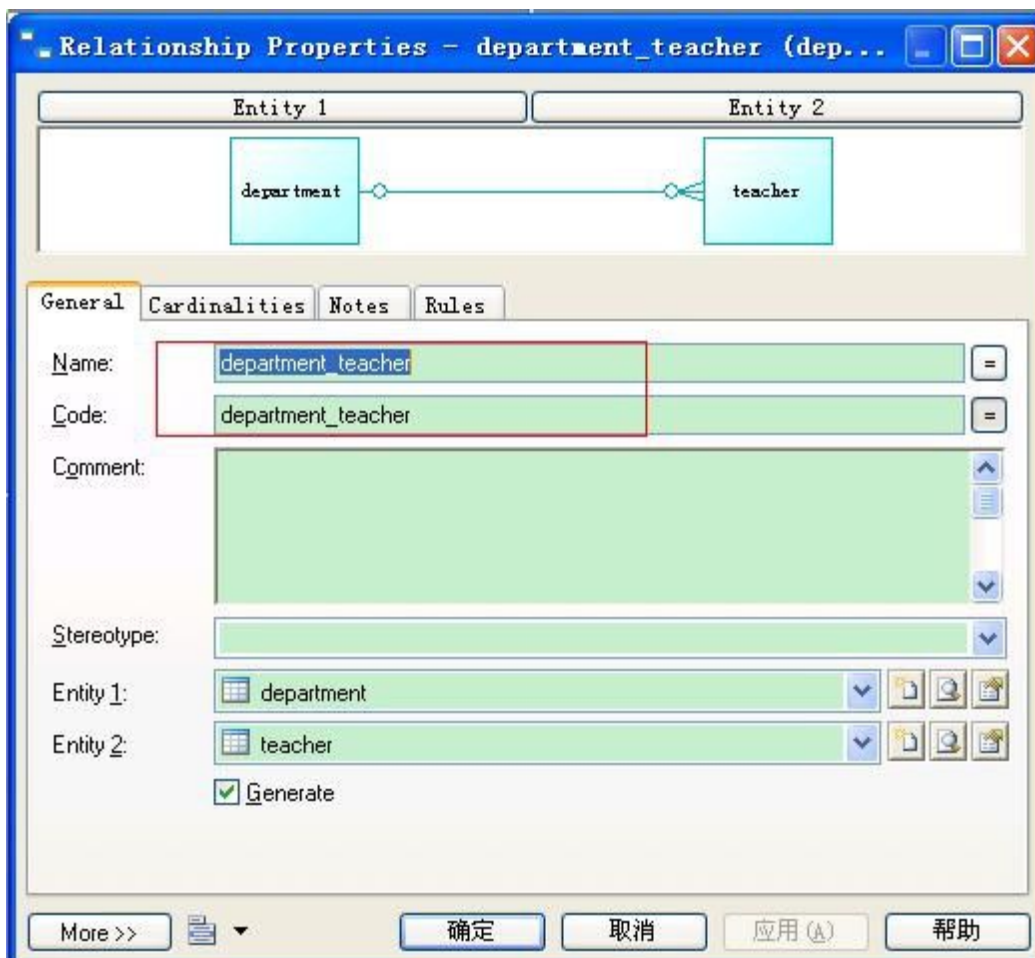 Relationship Properties - department_teacher (dep...
Entity 1 Entity 2
department teacher
General Cardinalities Notes Rules
Name: department_teacher =
Code: department_teacher =
Comment:
Stereotype:
Entity 1: department
Entity 2: teacher
Generate
More >> 确定 取消 应用(A) 帮助